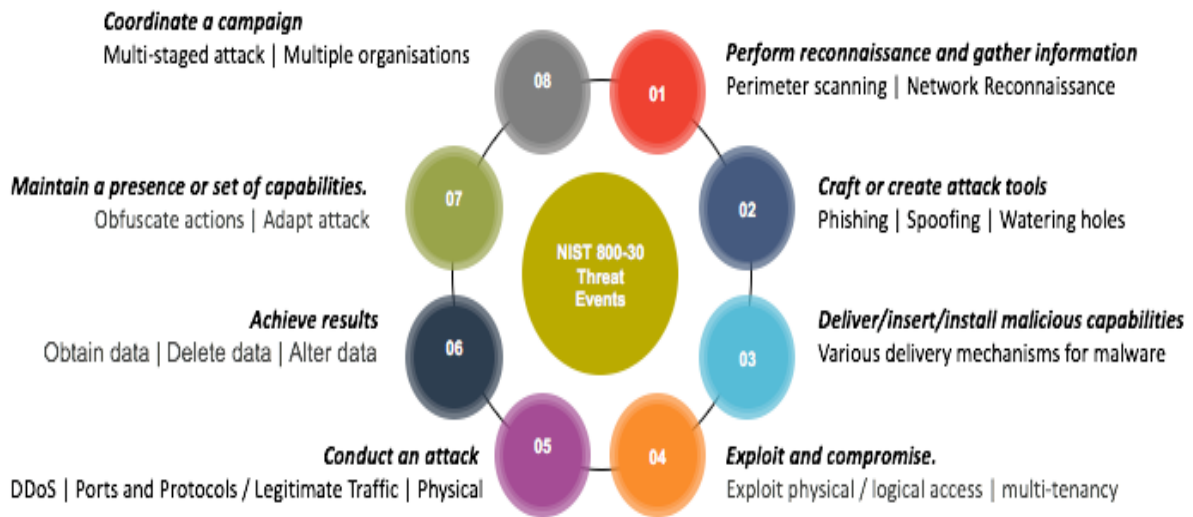 NIST 800-30
Threat
Events
01
Perform reconnaissance and gather information
Perimeter scanning | Network Reconnaissance
02
Craft or create attack tools
Phishing | Spoofing | Watering holes
03
Deliver/insert/install malicious capabilities
Various delivery mechanisms for malware
04
Exploit and compromise.
Exploit physical / logical access | multi-tenancy
05
Conduct an attack
DDoS | Ports and Protocols / Legitimate Traffic | Physical
06
Achieve results
Obtain data | Delete data | Alter data
07
Maintain a presence or set of capabilities.
Obfuscate actions | Adapt attack
08
Coordinate a campaign
Multi-staged attack | Multiple organisations